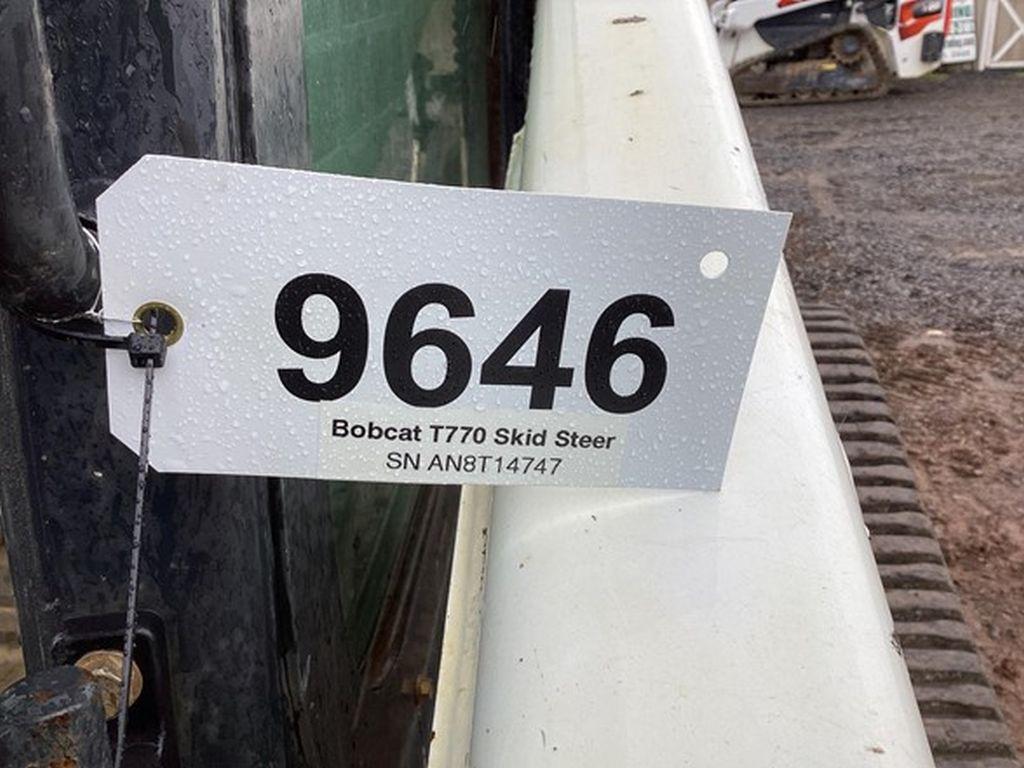 9646
Bobcat T770 Skid Steer
SN AN8T14747